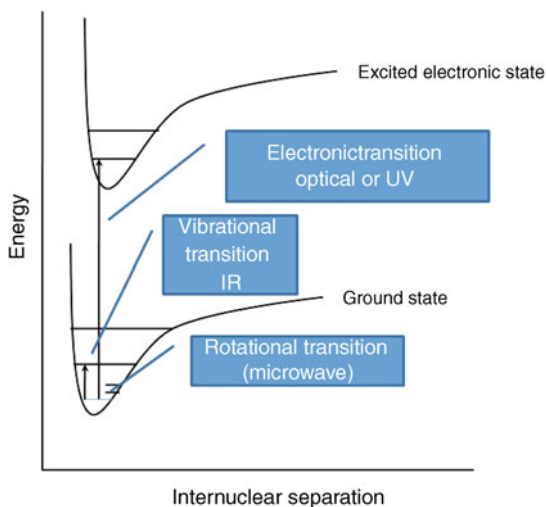 Excited electronic state
Electronictransition
optical or UV
Energy
Vibrational
transition
IR
Ground state
Rotational transition
(microwave)
Internuclear separation